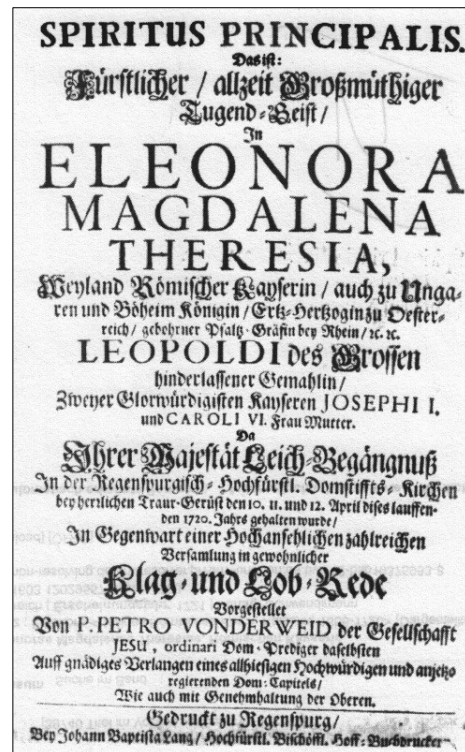 SPIRITUS PRINCIPALIS.
Das ist:
Fürstlicher / allzeit Großmüthiger
Tugend-Geist /
In
ELEONORA
MAGDALENA
THERESIA,
Weyland Römischer Kayserin / auch zu Unga-
ren und Böheim Königin / Ertz-Hertzogin zu Oester-
reich / gebohrner Pfaltz-Gräfin bey Rhein / ꝛc. ꝛc.
LEOPOLDI des Grossen
hinderlassener Gemahlin /
Zweyer Glorwürdigisten Kayseren JOSEPHI I.
und CAROLI VI. Frau Mutter.
Da
Ihrer Majestät Leich-Begängnuß
In der Regenspurgisch-Hochfürstl. Domstiffts-Kirchen
bey herrlichen Traur-Gerüst den 10. 11. und 12. April dises lauffen-
den 1720. Jahrs gehalten wurde /
In Gegenwart einer Hochansehlichen zahlreichen
Versamlung in gewohnlicher
Klag- und Lob-Rede
Vorgesteller
Von P. PETRO VONDERWEID der Gesellschafft
JESU, ordinari Dom-Prediger daselbsten
Auff gnädiges Verlangen eines allhiesigen Hochwürdigen und anjetzo
regierenden Dom-Capitels /
Wie auch mit Genehmhaltung der Oberen.
Gedruckt zu Regenspurg /
Bey Johann Baptista Lang / Hochfürstl. Bischöffl. Hoff-Buchdrucker